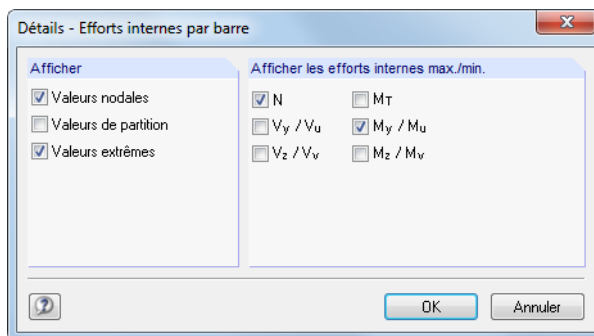 Détails - Efforts internes par barre
Afficher
Valeurs nodales
Valeurs de partition
Valeurs extrêmes
Afficher les efforts internes max./min.
N
Vy / Vu
Vz / Vv
MT
My / Mu
Mz / Mv
OK
Annuler